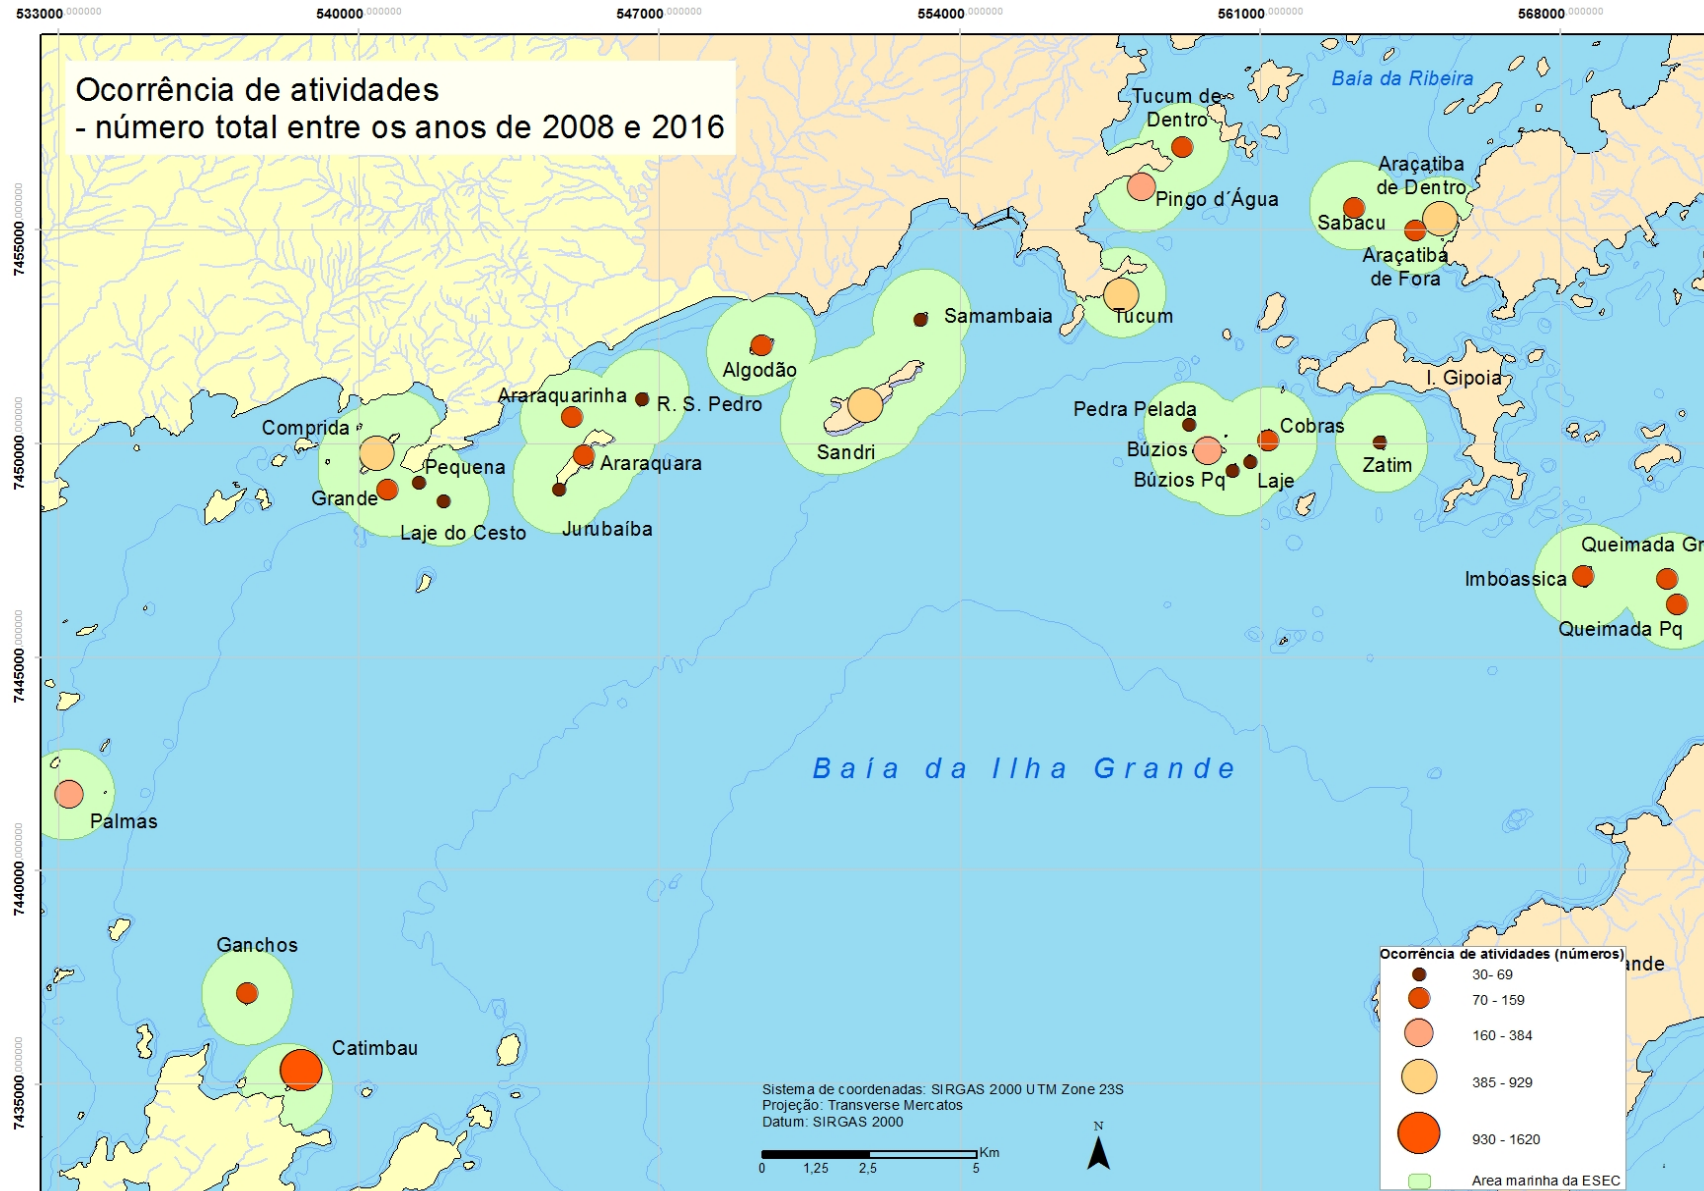 533000,000000 540000,000000 547000,000000 554000,000000 561000,000000 568000,000000
Ocorrência de atividades
- número total entre os anos de 2008 e 2016
Baía da Ribeira
Tucum de
Dentro
Pingo d´Água
Araçatiba
de Dentro
Sabacu
Araçatiba
de Fora
7455000,000000
Samambaia
Tucum
Algodão
I. Gipoia
Araraquarinha
R. S. Pedro
Pedra Pelada
Comprida
Cobras
Sandri
Búzios
7450000,000000
Pequena
Araraquara
Zatim
Grande
Búzios Pq
Laje
Laje do Cesto
Jurubaíba
Queimada Gr
Imboassica
Queimada Pq
7445000,000000
Baía da Ilha Grande
Palmas
7440000,000000
Ganchos
ande
Catimbau
7435000,000000
Sistema de coordenadas: SIRGAS 2000 UTM Zone 23S
Projeção: Transverse Mercatos
Datum: SIRGAS 2000
Km
0 1,25 2,5 5
N
Ocorrência de atividades (números)
30- 69
70 - 159
160 - 384
385 - 929
930 - 1620
Area marinha da ESEC